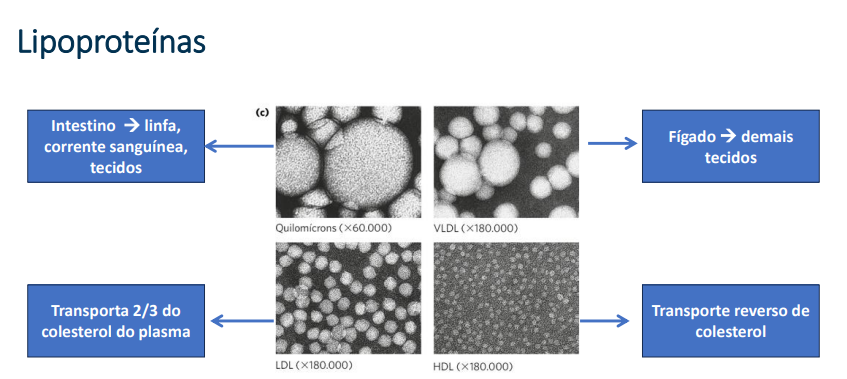 Lipoproteínas
(c)
Intestino → linfa,
corrente sanguínea,
tecidos
Fígado → demais
tecidos
Quilomícrons (×60.000)
VLDL (×180.000)
Transporta 2/3 do
colesterol do plasma
Transporte reverso de
colesterol
LDL (×180.000)
HDL (×180.000)